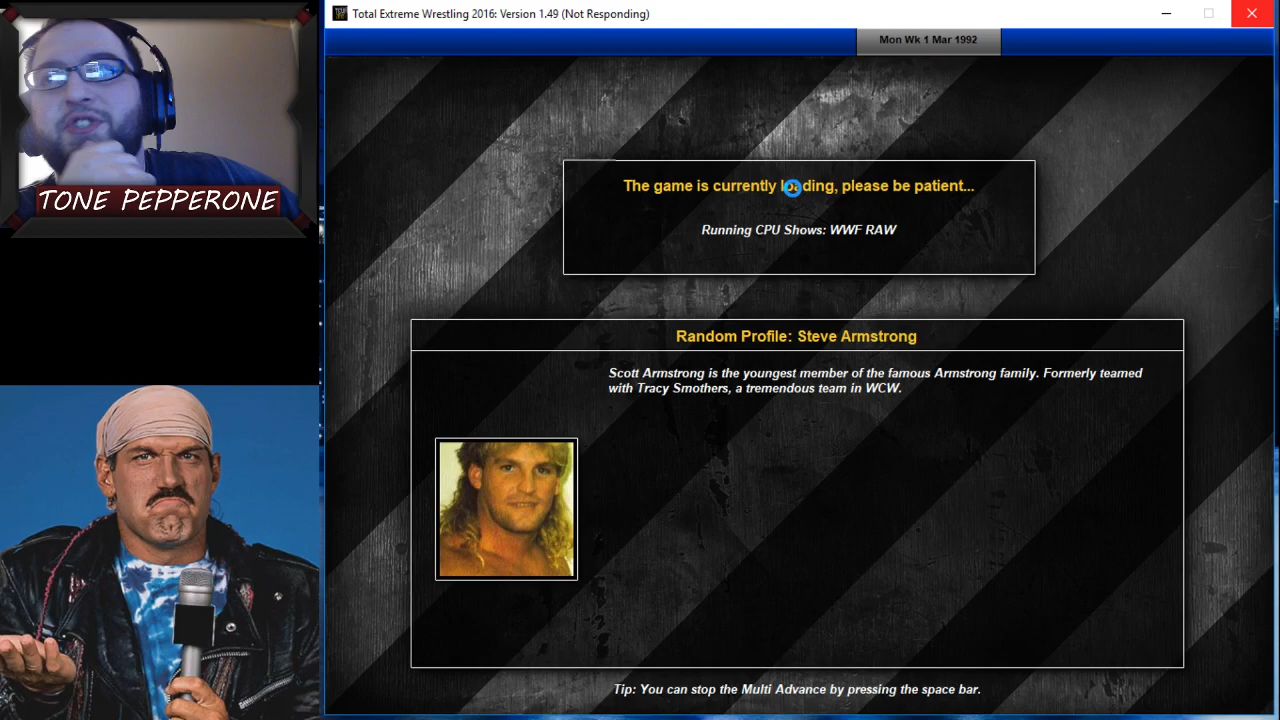 Total Extreme Wrestling 2016: Version 1.49 (Not Responding)
Mon Wk 1 Mar 1992
TONE PEPPERONE
The game is currently loading, please be patient...
Running CPU Shows: WWF RAW
Random Profile: Steve Armstrong
Scott Armstrong is the youngest member of the famous Armstrong family. Formerly teamed
with Tracy Smothers, a tremendous team in WCW.
Tip: You can stop the Multi Advance by pressing the space bar.